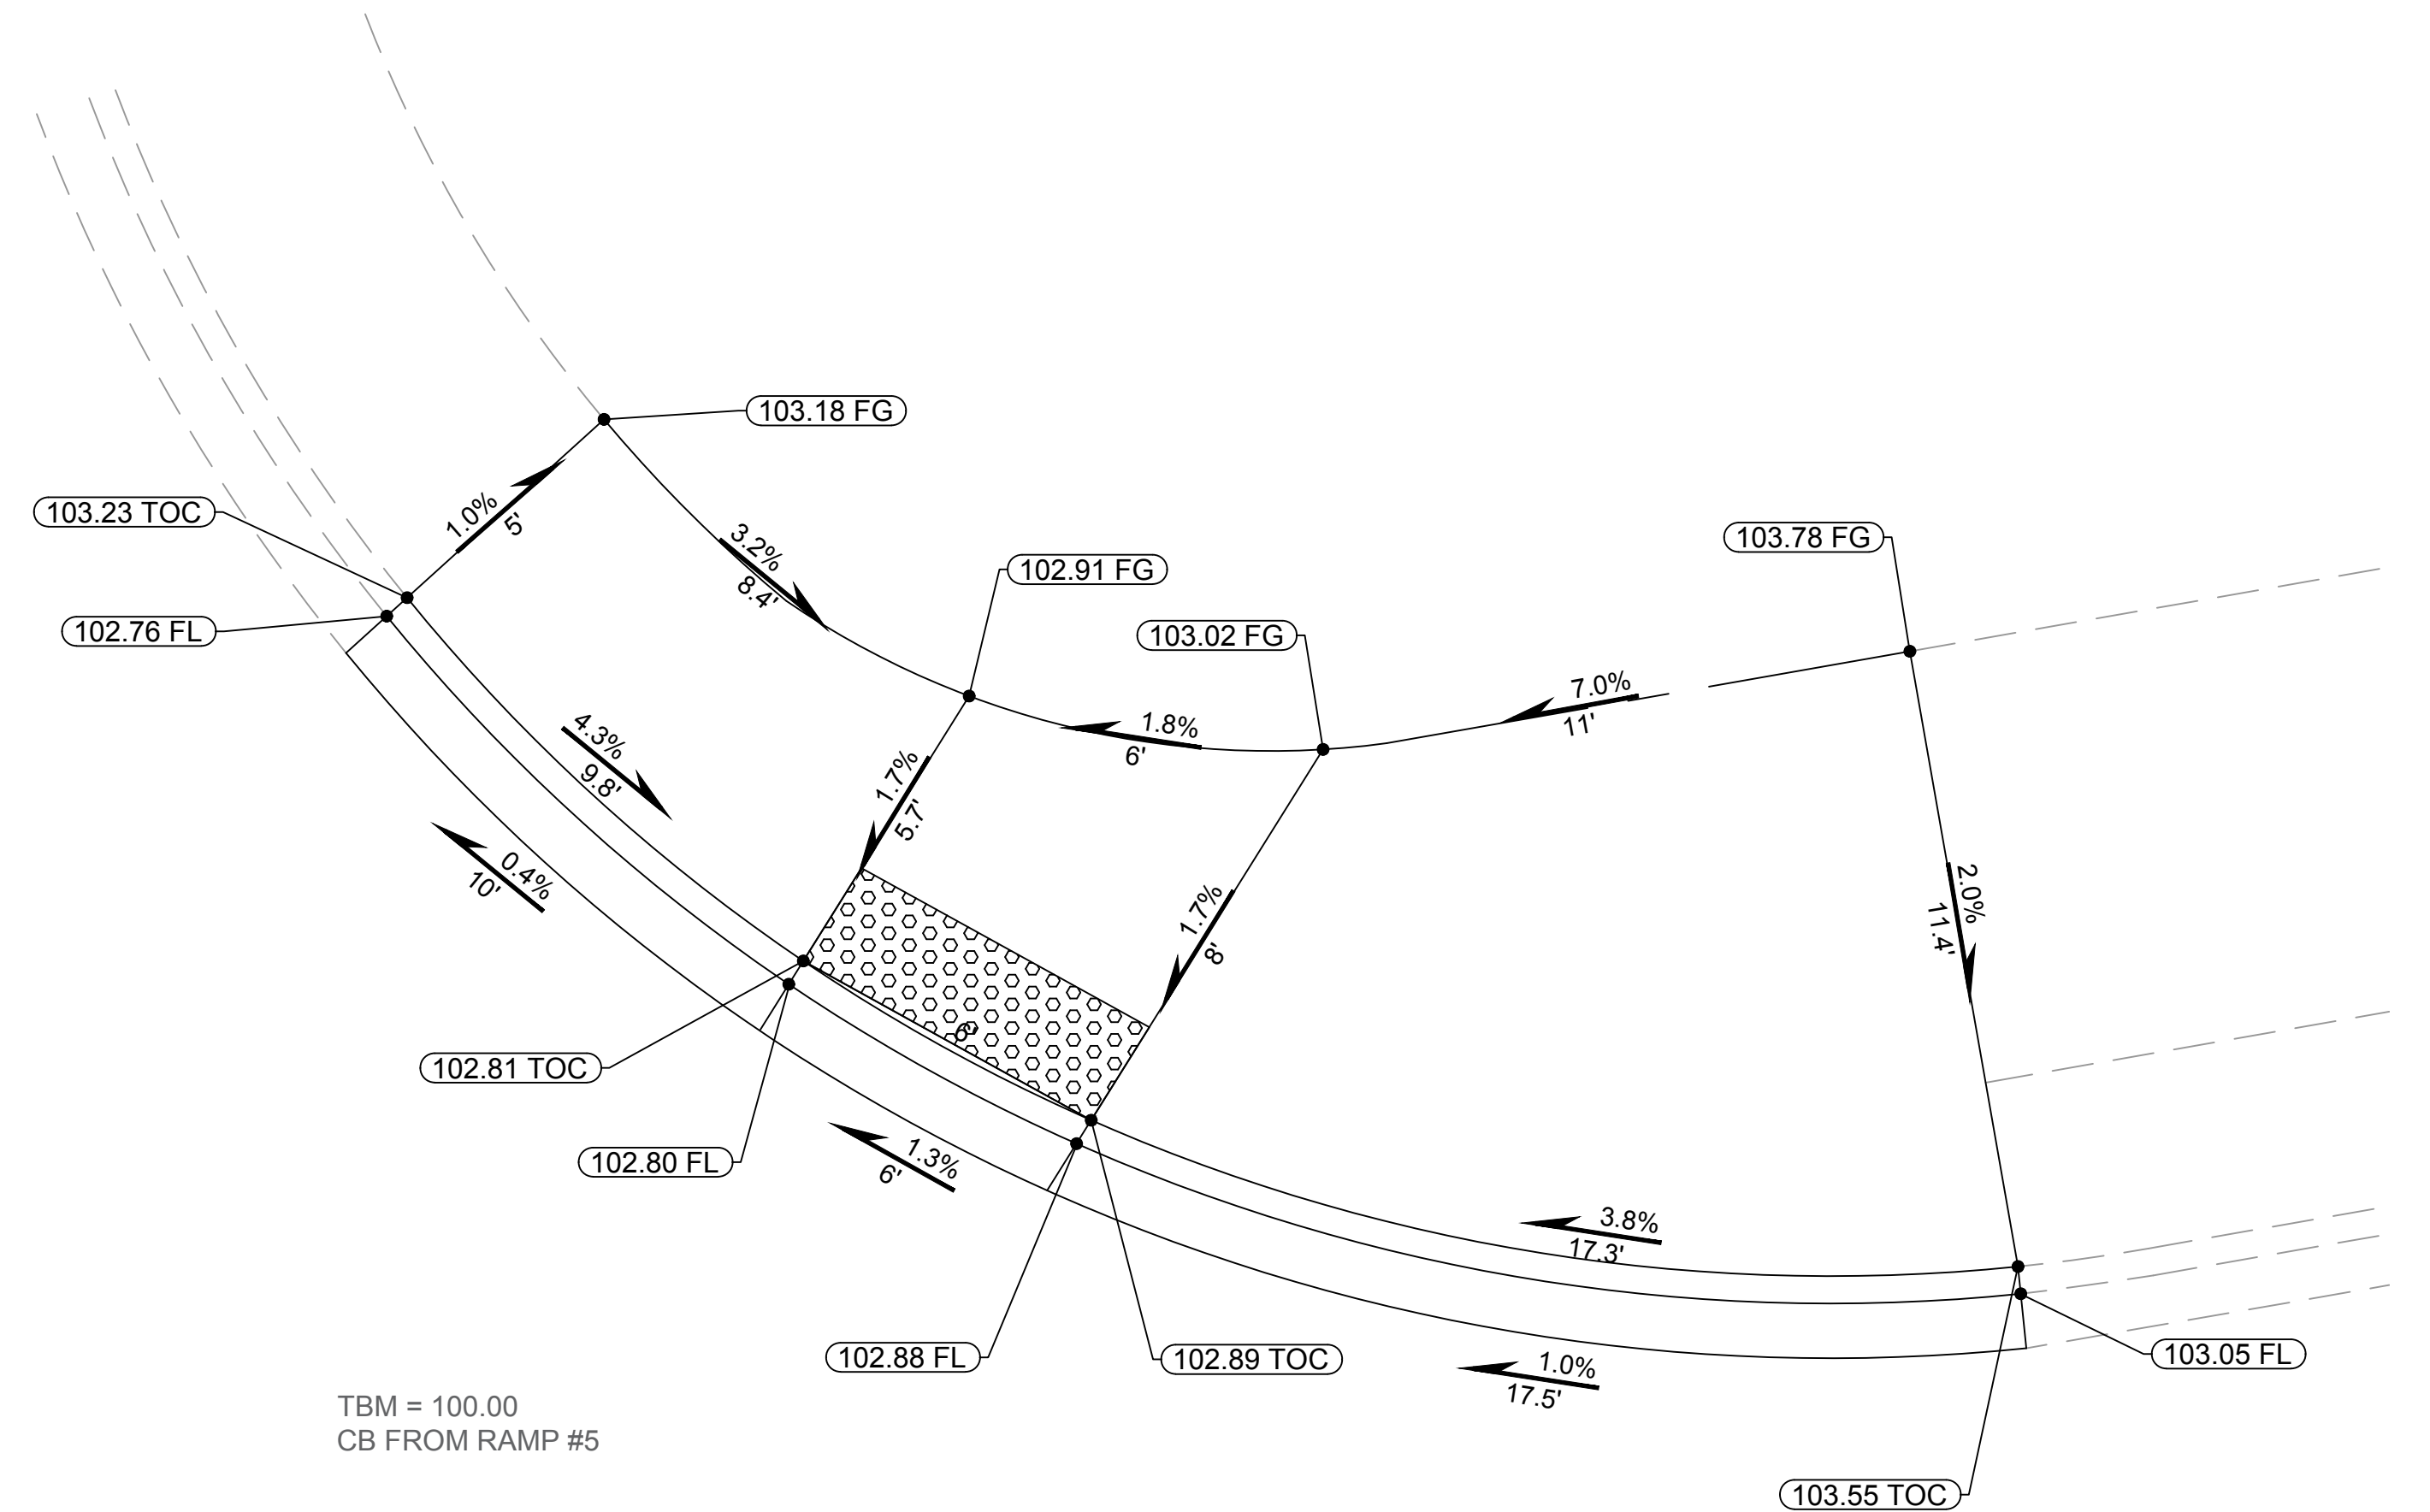 103.18 FG
103.23 TOC
1.0%
5'
3.2%
8.4'
102.91 FG
103.78 FG
102.76 FL
103.02 FG
7.0%
11'
1.8%
6'
4.3%
9.8'
1.7%
5.7'
0.4%
10'
1.7%
8'
2.0%
11.4'
6'
102.81 TOC
102.80 FL
1.3%
6'
3.8%
17.3'
102.88 FL
102.89 TOC
103.05 FL
1.0%
17.5'
TBM = 100.00
CB FROM RAMP #5
103.55 TOC